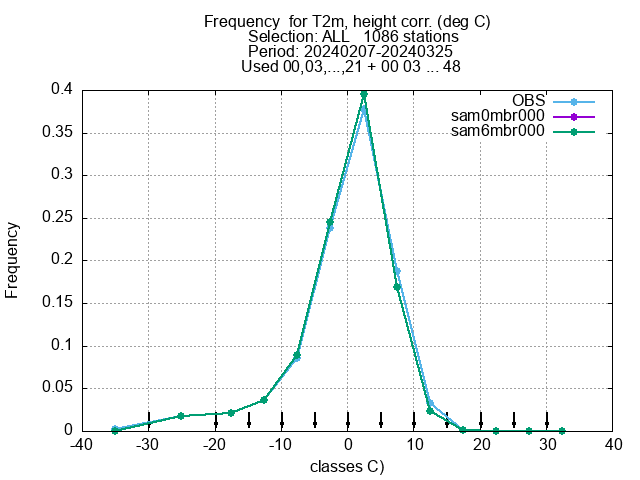 Frequency  for T2m, height corr. (deg C)
Selection: ALL   1086 stations
Period: 20240207-20240325
Used 00,03,...,21 + 00 03 ... 48
OBS
sam0mbr000
sam6mbr000
0.4
0.35
0.3
0.25
0.2
0.15
0.1
0.05
0
Frequency
-40 -30 -20 -10 0 10 20 30 40
classes C)